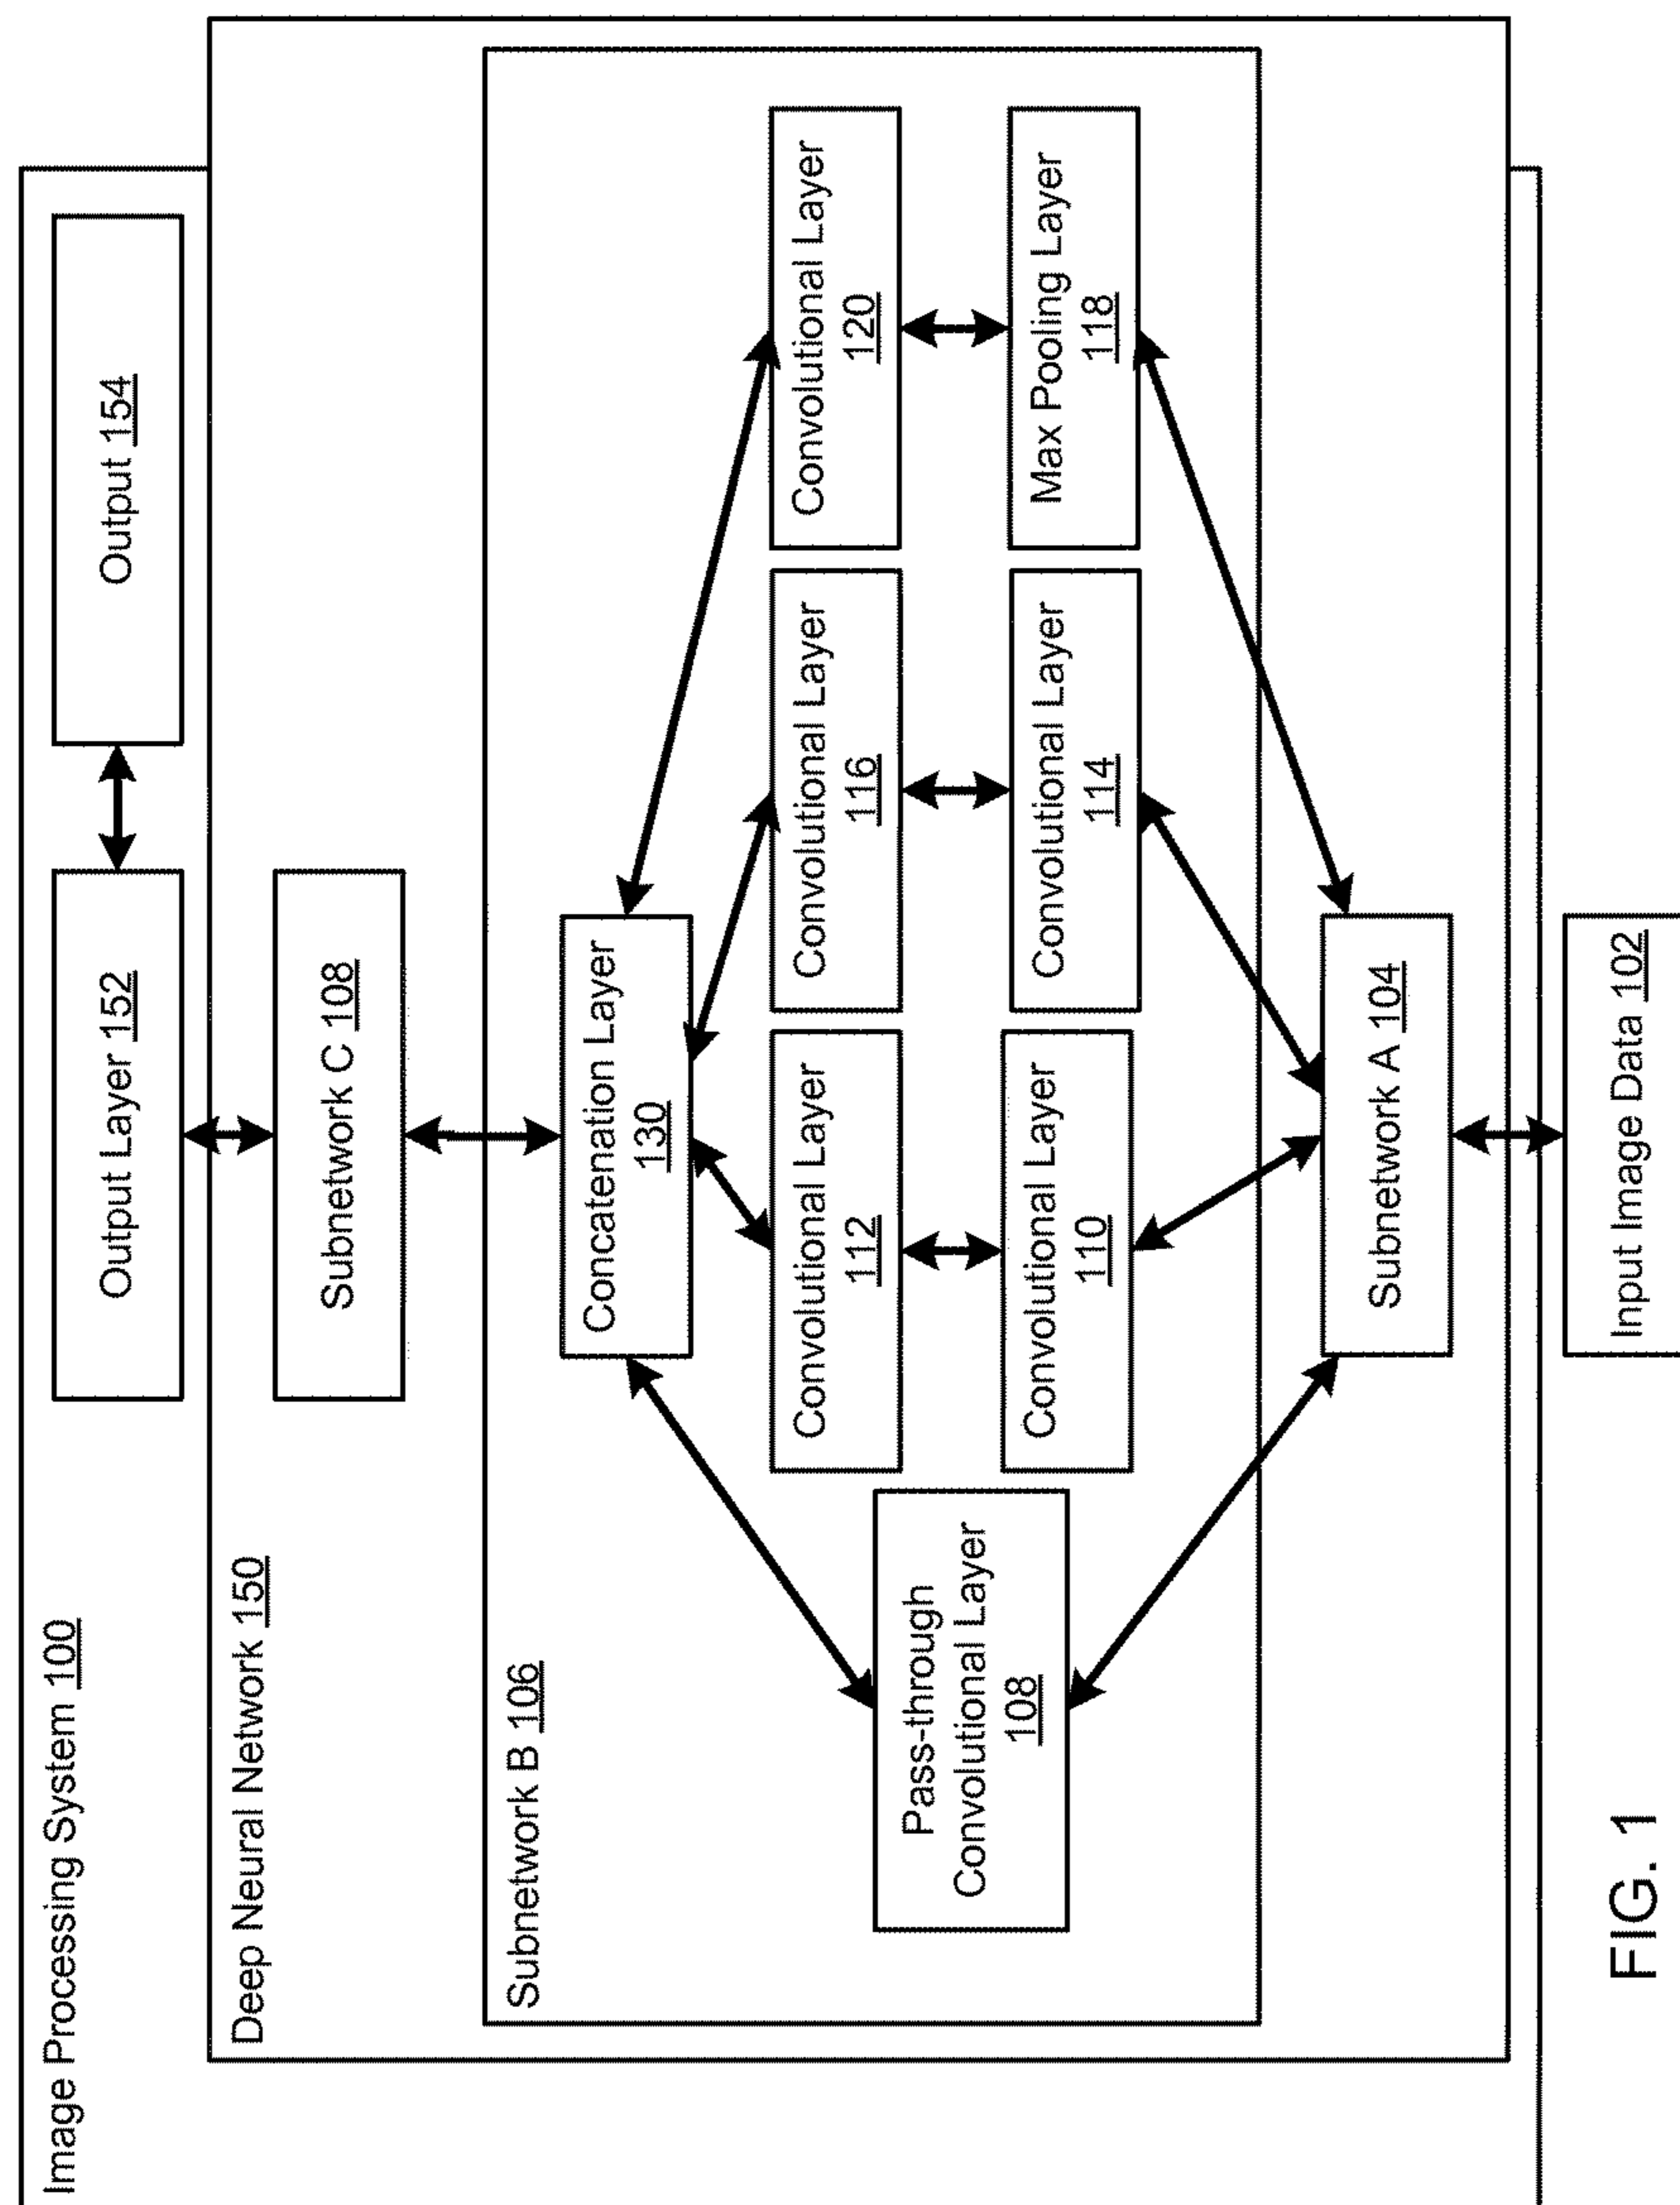 Image Processing System 100
Output Layer 152
Output 154
Deep Neural Network 150
Subnetwork C 108
Subnetwork B 106
Concatenation Layer
130
Pass-through
Convolutional Layer
108
Convolutional Layer
112
Convolutional Layer
116
Convolutional Layer
120
Convolutional Layer
110
Convolutional Layer
114
Max Pooling Layer
118
Subnetwork A 104
Input Image Data 102
FIG. 1